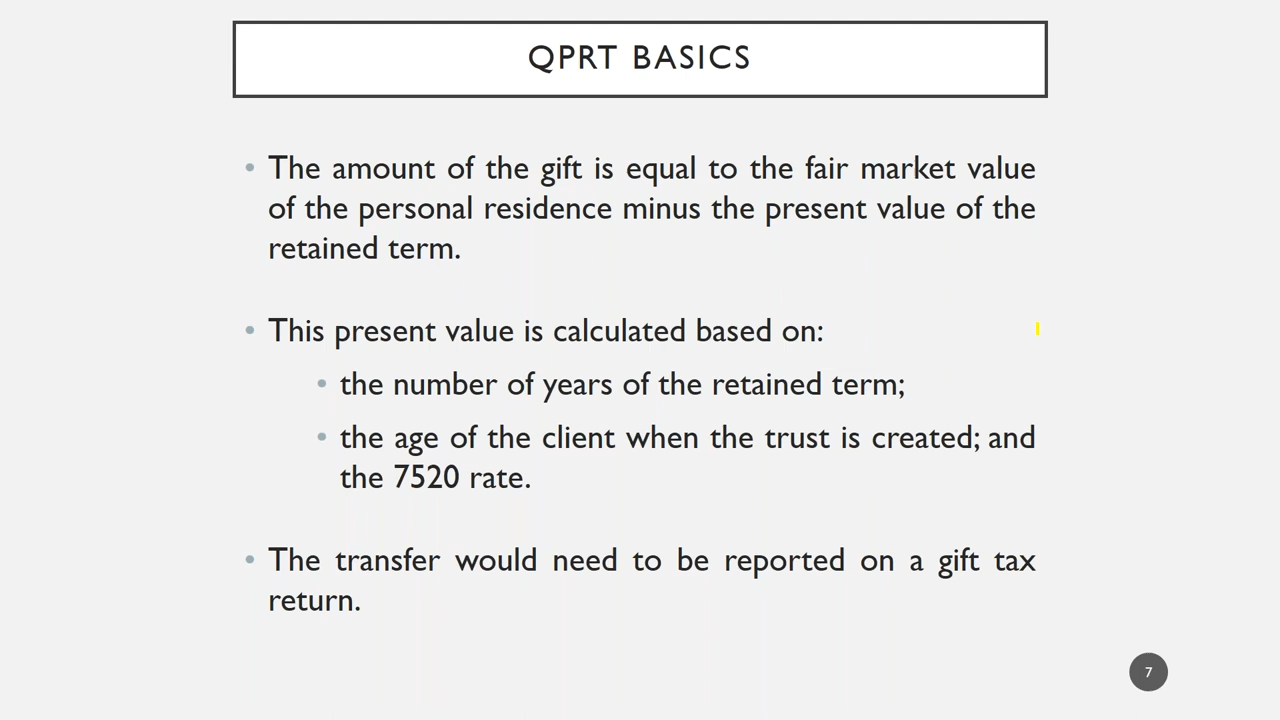 QPRT BASICS
• The amount of the gift is equal to the fair market value
of the personal residence minus the present value of the
retained term.
• This present value is calculated based on:
• the number of years of the retained term;
• the age of the client when the trust is created; and
the 7520 rate.
• The transfer would need to be reported on a gift tax
return.
7